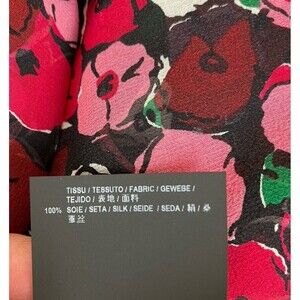 TISSU / TESSUTO / FABRIC / GEWEBE /
TEJIDO / 表地 / 面料
100% SOIE / SETA / SILK / SEIDE / SEDA / 絹 / 桑
蚕丝